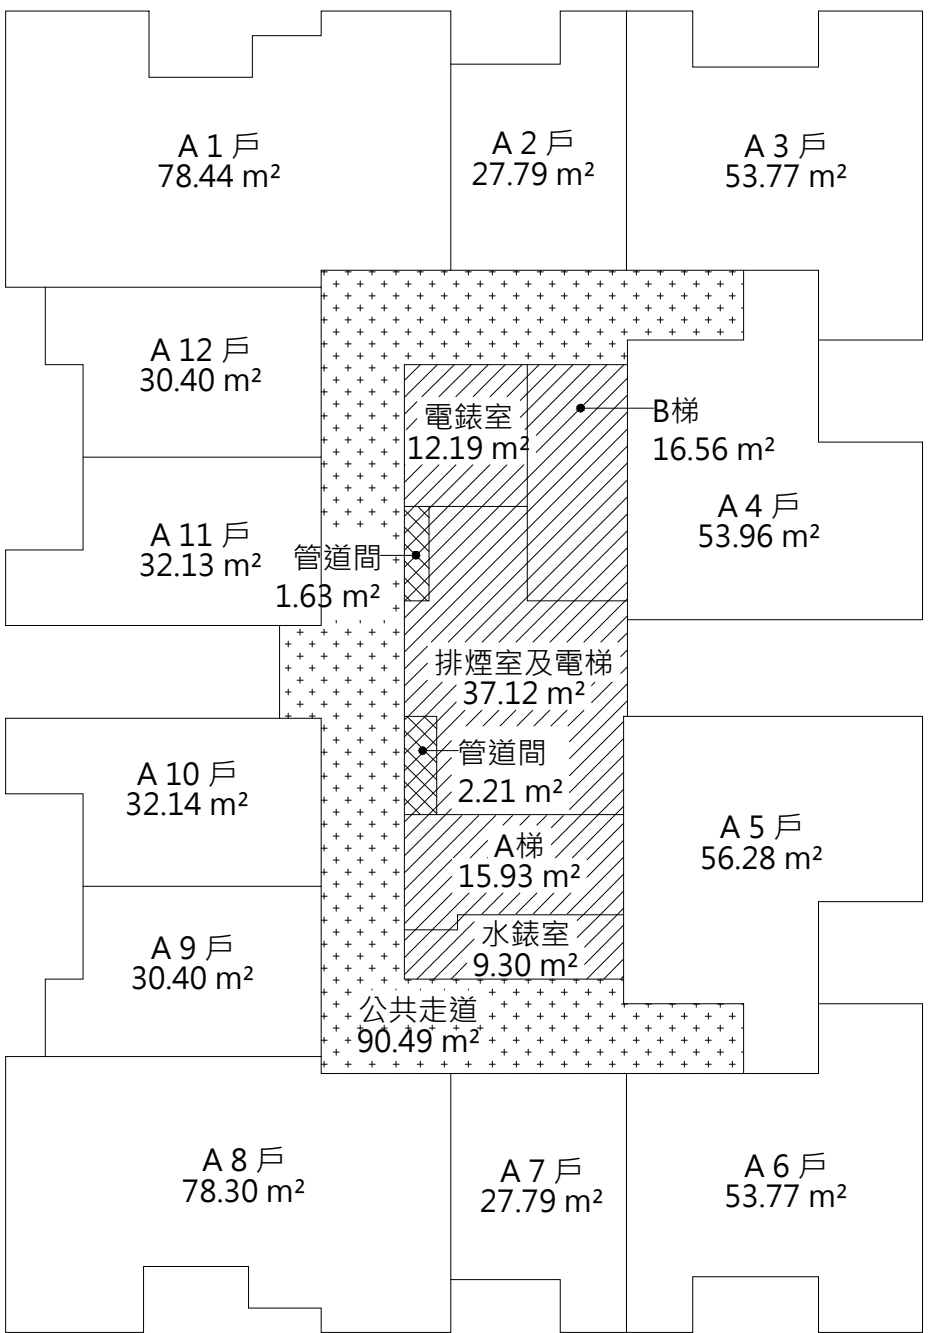 A 1 戶
78.44 m²
A 2 戶
27.79 m²
A 3 戶
53.77 m²
A 12 戶
30.40 m²
電錶室
12.19 m²
B梯
16.56 m²
A 4 戶
53.96 m²
A 11 戶
32.13 m²
管道間
1.63 m²
排煙室及電梯
37.12 m²
管道間
2.21 m²
A 10 戶
32.14 m²
A 5 戶
56.28 m²
A梯
15.93 m²
水錶室
9.30 m²
A 9 戶
30.40 m²
公共走道
90.49 m²
A 8 戶
78.30 m²
A 7 戶
27.79 m²
A 6 戶
53.77 m²